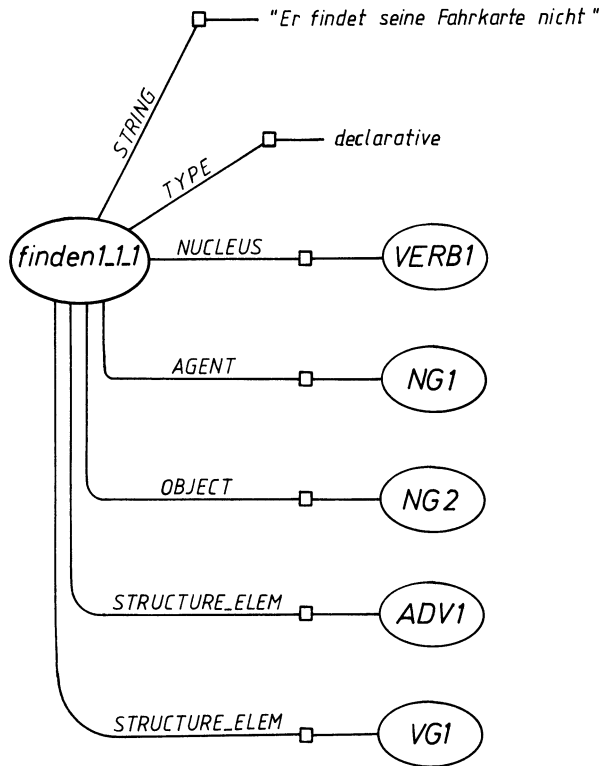 "Er findet seine Fahrkarte nicht"
STRING
TYPE
declarative
finden1_1_1
NUCLEUS
VERB1
AGENT
NG1
OBJECT
NG2
STRUCTURE_ELEM
ADV1
STRUCTURE_ELEM
VG1